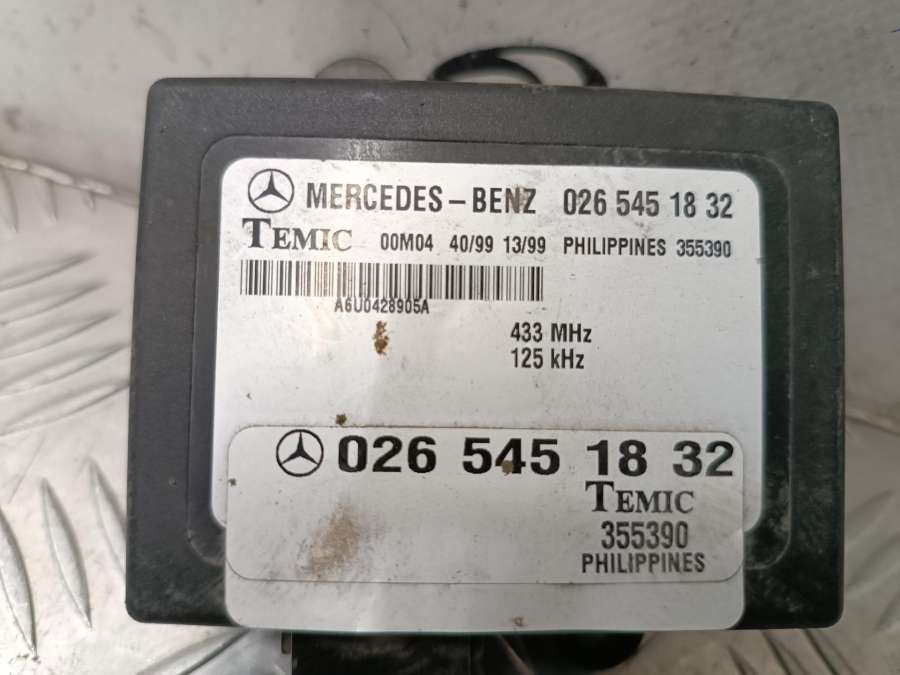 MERCEDES-BENZ 026 545 18 32
TEMIC 00M04 40/99 13/99 PHILIPPINES 355390
A6U0428905A
433 MHz
125 kHz
026 545 18 32
TEMIC
355390
PHILIPPINES